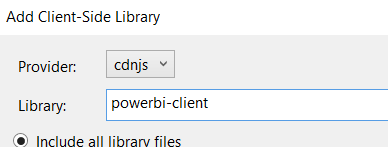 Add Client-Side Library
Provider: cdnjs
Library: powerbi-client
Include all library files